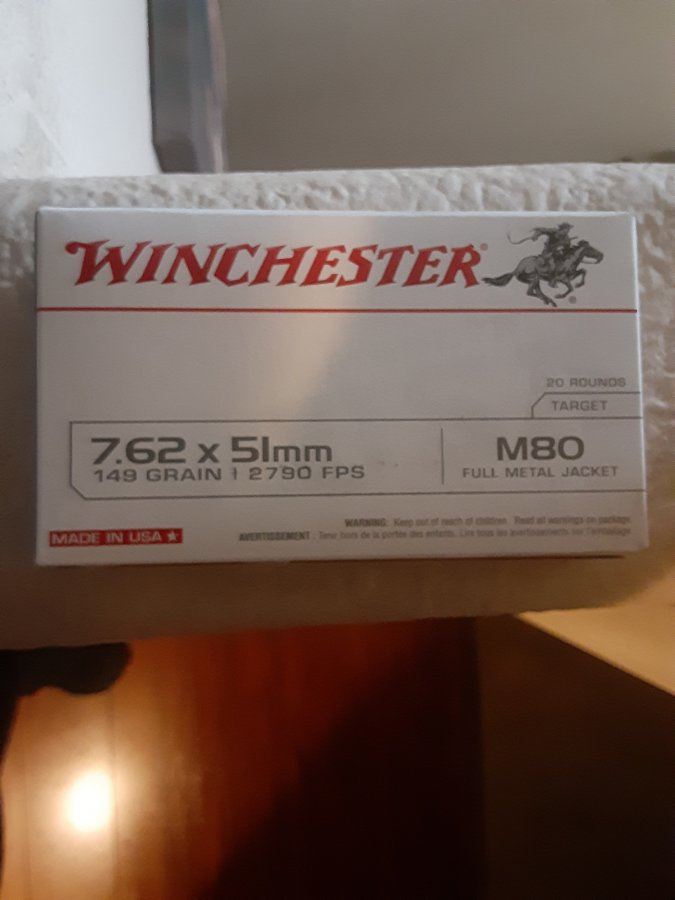 WINCHESTER®
®
20 ROUNDS
TARGET
7.62 x 51mm
149 GRAIN | 2790 FPS
M80
FULL METAL JACKET
WARNING: Keep out of reach of children. Read all warnings on package
AVERTISSEMENT : Tenir hors de la portée des enfants. Lire tous les avertissements sur l'emballage
MADE IN USA ★